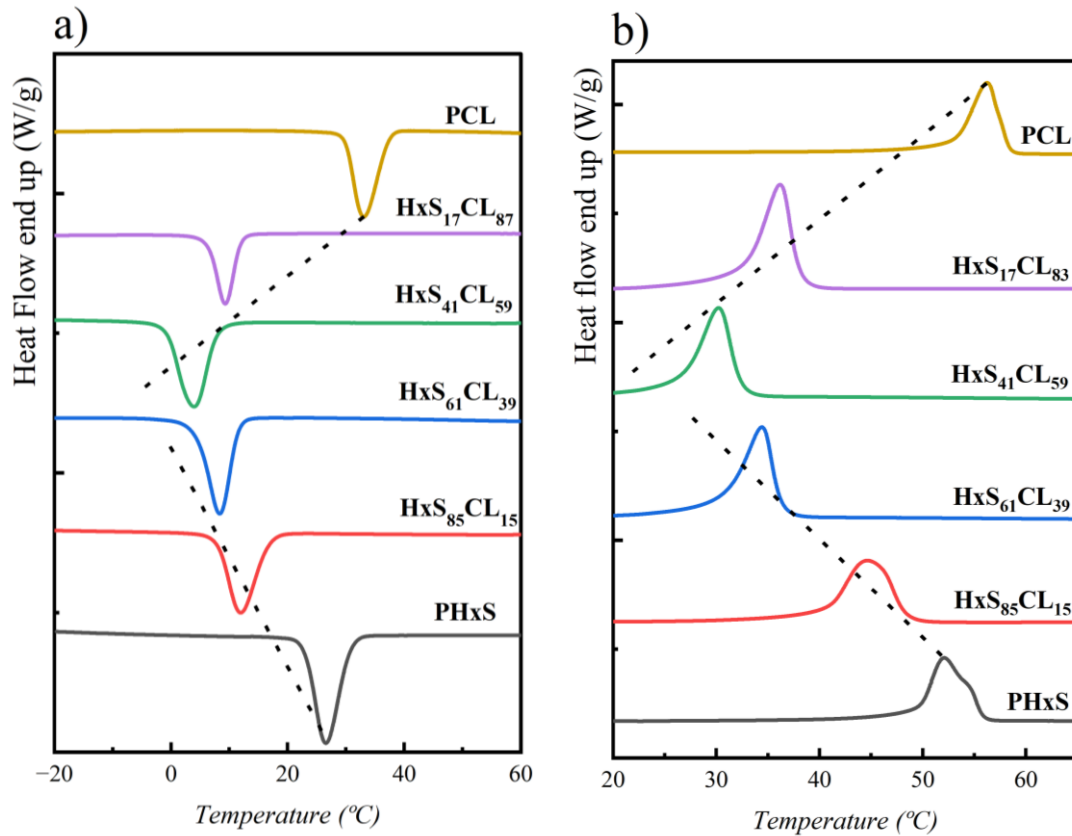 a)
Heat Flow end up (W/g)
PCL
HxS₁₇CL₈₇
HxS₄₁CL₅₉
HxS₆₁CL₃₉
HxS₈₅CL₁₅
PHxS
−20 0 20 40 60
Temperature (ºC)
b)
Heat flow end up (W/g)
PCL
HxS₁₇CL₈₃
HxS₄₁CL₅₉
HxS₆₁CL₃₉
HxS₈₅CL₁₅
PHxS
20 30 40 50 60
Temperature (ºC)